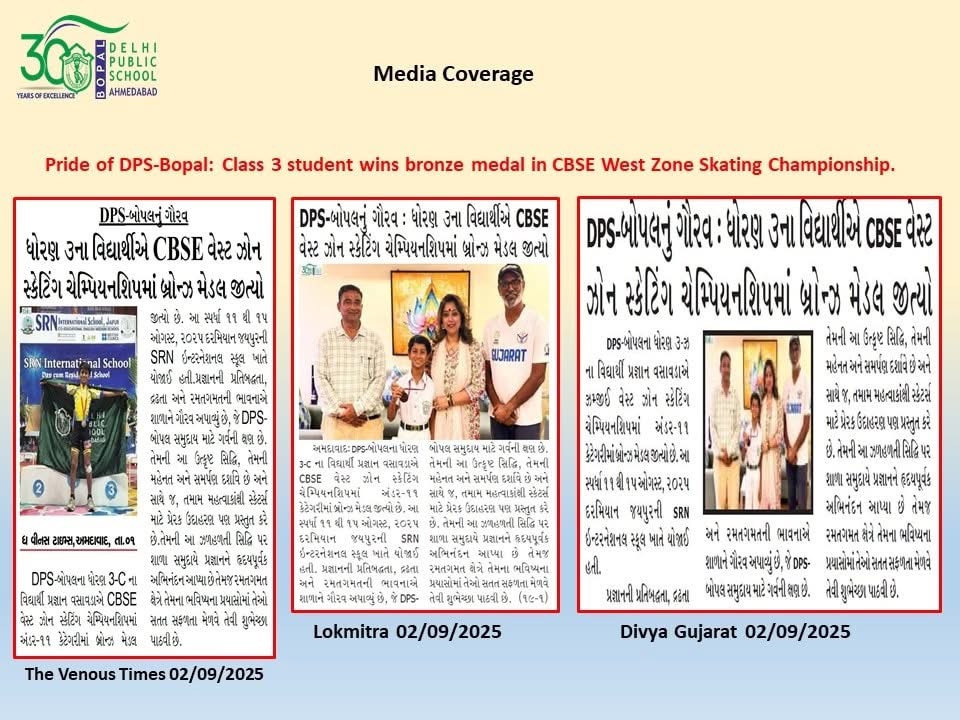 30
YEARS OF EXCELLENCE
BOPAL
DELHI
PUBLIC
SCHOOL
AHMEDABAD
Media Coverage
Pride of DPS-Bopal: Class 3 student wins bronze medal in CBSE West Zone Skating Championship.
DPS-બોપલનું ગૌરવ
ધોરણ ૩ના વિદ્યાર્થીએ CBSE વેસ્ટ ઝોન
સ્કેટિંગ ચેમ્પિયનશિપમાં બ્રોન્ઝ મેડલ જીત્યો
SRN International School, Jaipur
SRN International School
Day cum Residential School
2
3
ધ વીનસ ટાઇમ્સ,અમદાવાદ, તા.૦૧
DPS-બોપલના ધોરણ 3-C ના
વિદ્યાર્થી પ્રજ્ઞાન વસાવડાએ CBSE
વેસ્ટ ઝોન સ્કેટિંગ ચેમ્પિયનશિપમાં
અંડર-૧૧ કેટેગરીમાં બ્રોન્ઝ મેડલ
જીત્યો છે. આ સ્પર્ધા ૧૧ થી ૧૫
ઓગસ્ટ, ૨૦૨૫ દરમિયાન જયપુરની
SRN ઇન્ટરનેશનલ સ્કૂલ ખાતે
યોજાઈ હતી.પ્રજ્ઞાનની પ્રતિબદ્ધતા,
દ્રઢતા અને રમતગમતની ભાવનાએ
શાળાને ગૌરવ અપાવ્યું છે, જે DPS-
બોપલ સમુદાય માટે ગર્વની ક્ષણ છે.
તેમની આ ઉત્કૃષ્ટ સિદ્ધિ, તેમની
મહેનત અને સમર્પણ દર્શાવે છે અને
સાથે જ, તમામ મહત્વાકાંક્ષી સ્કેટર્સ
માટે પ્રેરક ઉદાહરણ પણ પ્રસ્તુત કરે
છે.તેમની આ ઝળહળતી સિદ્ધિ પર
શાળા સમુદાય પ્રજ્ઞાનને હૃદયપૂર્વક
અભિનંદન આપ્યા છે તેમજ રમતગમત
ક્ષેત્રે તેમના ભવિષ્યના પ્રયાસોમાં તેઓ
સતત સફળતા મેળવે તેવી શુભેચ્છા
પાઠવી છે.
The Venous Times 02/09/2025
DPS-બોપલનું ગૌરવ : ધોરણ ૩ના વિદ્યાર્થીએ CBSE
વેસ્ટ ઝોન સ્કેટિંગ ચેમ્પિયનશિપમાં બ્રોન્ઝ મેડલ જીત્યો
GUJARAT
અમદાવાદઃ DPS-બોપલના ધોરણ
3-C ના વિદ્યાર્થી પ્રજ્ઞાન વસાવડાએ
CBSE વેસ્ટ ઝોન સ્કેટિંગ
ચેમ્પિયનશિપમાં અંડર-૧૧
કેટેગરીમાં બ્રોન્ઝ મેડલ જીત્યો છે. આ
સ્પર્ધા ૧૧ થી ૧૫ ઓગસ્ટ, ૨૦૨૫
દરમિયાન જયપુરની SRN
ઇન્ટરનેશનલ સ્કૂલ ખાતે યોજાઈ
હતી. પ્રજ્ઞાનની પ્રતિબદ્ધતા, દ્રઢતા
અને રમતગમતની ભાવનાએ
શાળાને ગૌરવ અપાવ્યું છે, જે DPS-
બોપલ સમુદાય માટે ગર્વની ક્ષણ છે.
તેમની આ ઉત્કૃષ્ટ સિદ્ધિ, તેમની
મહેનત અને સમર્પણ દર્શાવે છે અને
સાથે જ, તમામ મહત્વાકાંક્ષી સ્કેટર્સ
માટે પ્રેરક ઉદાહરણ પણ પ્રસ્તુત કરે
છે. તેમની આ ઝળહળતી સિદ્ધિ પર
શાળા સમુદાય પ્રજ્ઞાનને હૃદયપૂર્વક
અભિનંદન આપ્યા છે તેમજ
રમતગમત ક્ષેત્રે તેમના ભવિષ્યના
પ્રયાસોમાં તેઓ સતત સફળતા મેળવે
તેવી શુભેચ્છા પાઠવી છે. (૧૯-૧)
Lokmitra 02/09/2025
DPS-બોપલનું ગૌરવ : ધોરણ ૩ના વિદ્યાર્થીએ CBSE વેસ્ટ
ઝોન સ્કેટિંગ ચેમ્પિયનશિપમાં બ્રોન્ઝ મેડલ જીત્યો
DPS-બોપલના ધોરણ ૩-ઝ
ના વિદ્યાર્થી પ્રજ્ઞાન વસાવડાએ
ઝમ્જીઈ વેસ્ટ ઝોન સ્કેટિંગ
ચેમ્પિયનશિપમાં અંડર-૧૧
કેટેગરીમાં બ્રોન્ઝ મેડલ જીત્યો છે. આ
સ્પર્ધા ૧૧ થી ૧૫ ઓગસ્ટ, ૨૦૨૫
દરમિયાન જયપુરની SRN
ઇન્ટરનેશનલ સ્કૂલ ખાતે યોજાઈ
હતી.
પ્રજ્ઞાનની પ્રતિબદ્ધતા, દ્રઢતા
અને રમતગમતની ભાવનાએ
શાળાને ગૌરવ અપાવ્યું છે, જે DPS-
બોપલ સમુદાય માટે ગર્વની ક્ષણ છે.
તેમની આ ઉત્કૃષ્ટ સિદ્ધિ, તેમની
મહેનત અને સમર્પણ દર્શાવે છે અને
સાથે જ, તમામ મહત્વાકાંક્ષી સ્કેટર્સ
માટે પ્રેરક ઉદાહરણ પણ પ્રસ્તુત કરે
છે. તેમની આ ઝળહળતી સિદ્ધિ પર
શાળા સમુદાય પ્રજ્ઞાનને હૃદયપૂર્વક
અભિનંદન આપ્યા છે તેમજ
રમતગમત ક્ષેત્રે તેમના ભવિષ્યના
પ્રયાસોમાં તેઓ સતત સફળતા મેળવે
તેવી શુભેચ્છા પાઠવી છે.
Divya Gujarat 02/09/2025